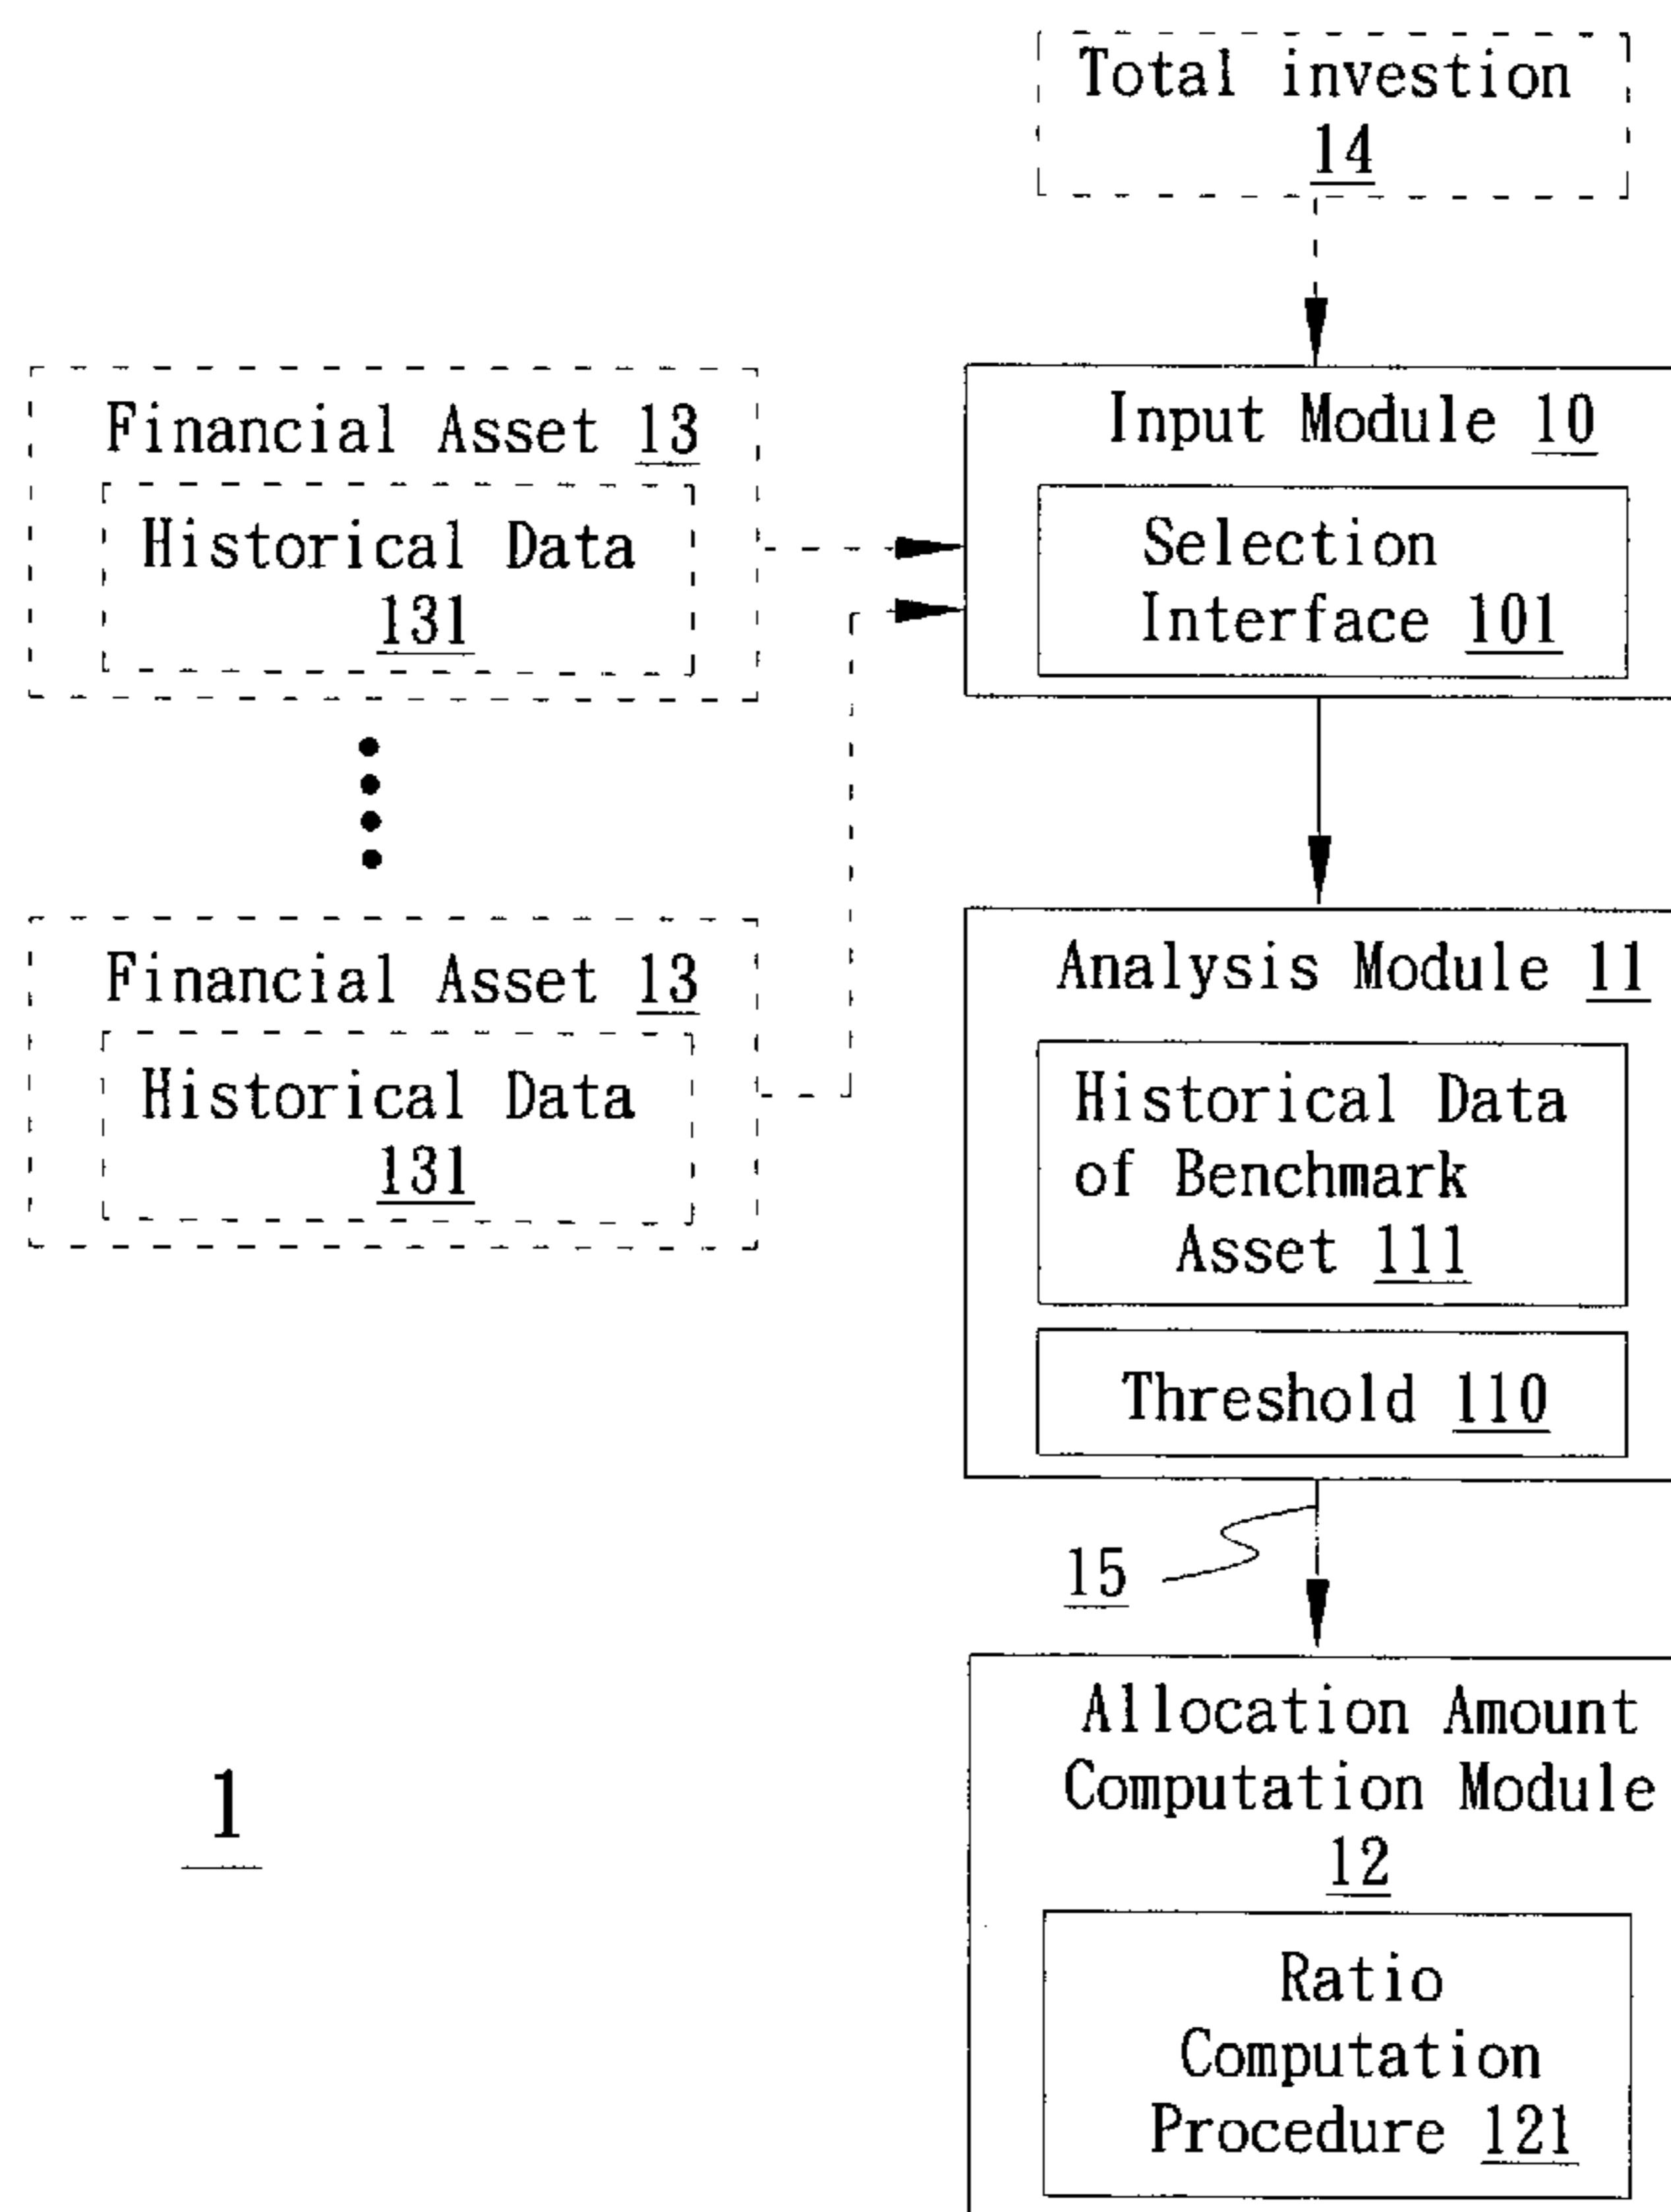 Total investion
14
Financial Asset 13
Historical Data
131
Input Module 10
Selection
Interface 101
Financial Asset 13
Historical Data
131
Analysis Module 11
Historical Data
of Benchmark
Asset 111
Threshold 110
15
Allocation Amount
Computation Module
12
Ratio
Computation
Procedure 121
1